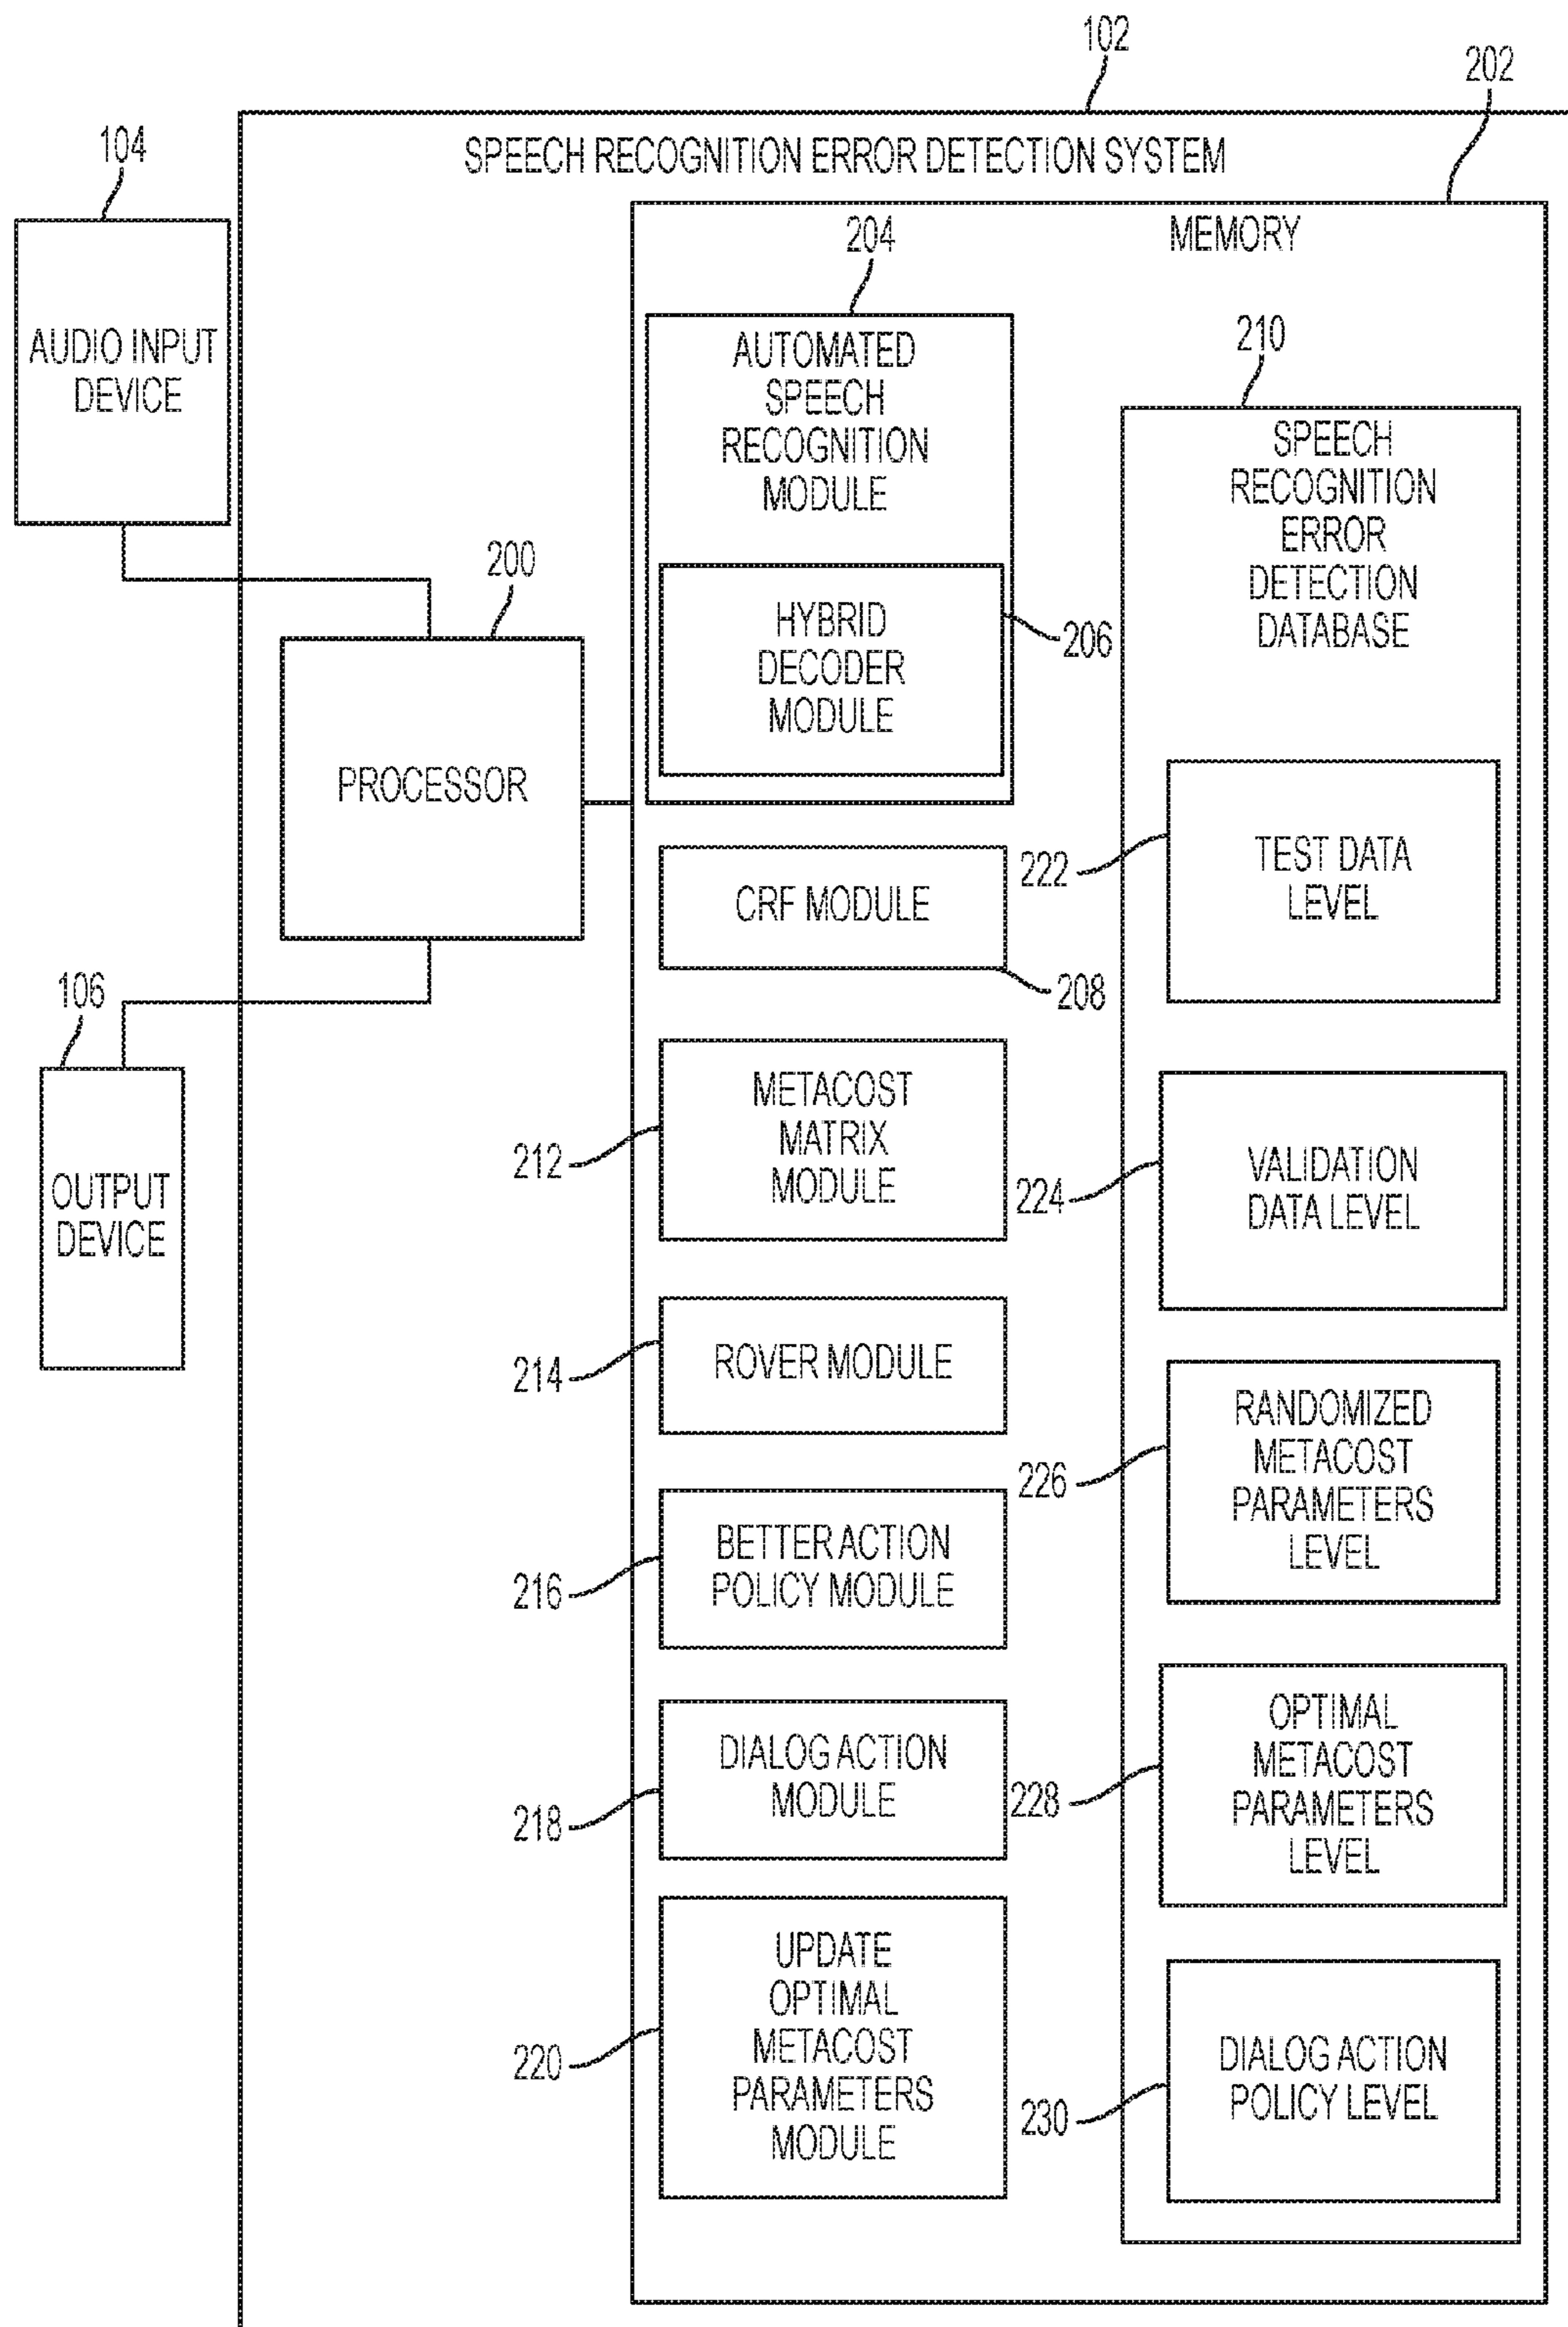 102
202
SPEECH RECOGNITION ERROR DETECTION SYSTEM
104
AUDIO INPUT
DEVICE
200
PROCESSOR
106
OUTPUT
DEVICE
MEMORY
204
AUTOMATED
SPEECH
RECOGNITION
MODULE
HYBRID
DECODER
MODULE
206
CRF MODULE
208
METACOST
MATRIX
MODULE
212
ROVER MODULE
214
BETTER ACTION
POLICY MODULE
216
DIALOG ACTION
MODULE
218
UPDATE
OPTIMAL
METACOST
PARAMETERS
MODULE
220
210
SPEECH
RECOGNITION
ERROR
DETECTION
DATABASE
TEST DATA
LEVEL
222
VALIDATION
DATA LEVEL
224
RANDOMIZED
METACOST
PARAMETERS
LEVEL
226
OPTIMAL
METACOST
PARAMETERS
LEVEL
228
DIALOG ACTION
POLICY LEVEL
230